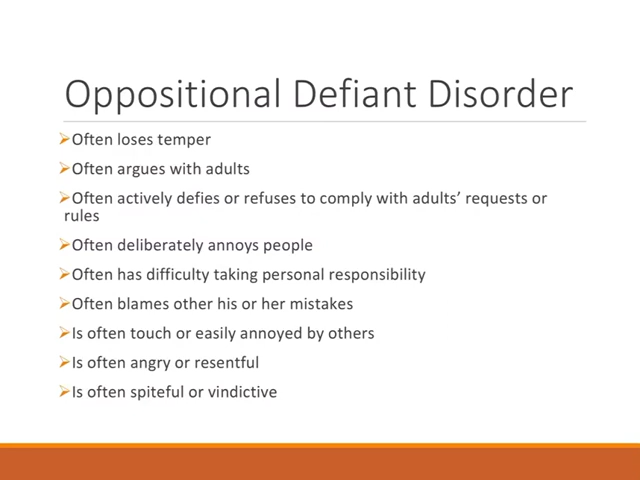 Oppositional Defiant Disorder
Often loses temper
Often argues with adults
Often actively defies or refuses to comply with adults’ requests or
rules
Often deliberately annoys people
Often has difficulty taking personal responsibility
Often blames other his or her mistakes
Is often touch or easily annoyed by others
Is often angry or resentful
Is often spiteful or vindictive